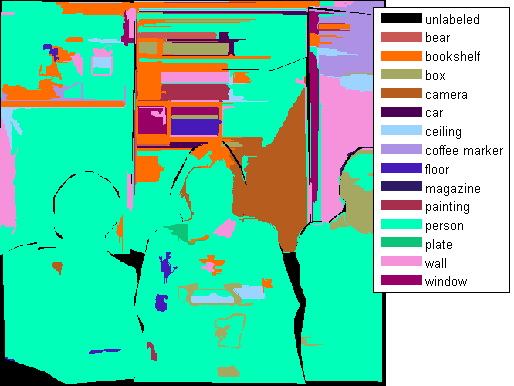 unlabeled
bear
bookshelf
box
camera
car
ceiling
coffee marker
floor
magazine
painting
person
plate
wall
window